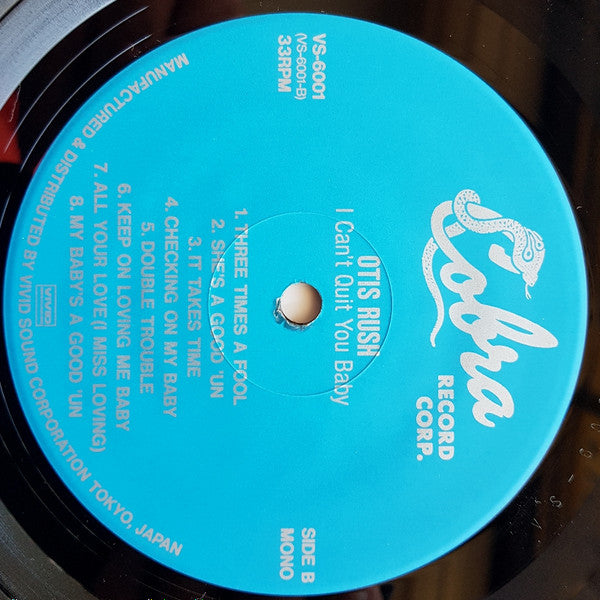 Cobra
RECORD
CORP.
VS-6001
(VS-6001-B)
33RPM
SIDE B
MONO
OTIS RUSH
I Can't Quit You Baby
1. THREE TIMES A FOOL
2. SHE'S A GOOD 'UN
3. IT TAKES TIME
4. CHECKING ON MY BABY
5. DOUBLE TROUBLE
6. KEEP ON LOVING ME BABY
7. ALL YOUR LOVE (I MISS LOVING)
8. MY BABY'S A GOOD 'UN
VIVID
MANUFACTURED & DISTRIBUTED BY VIVID SOUND CORPORATION TOKYO, JAPAN